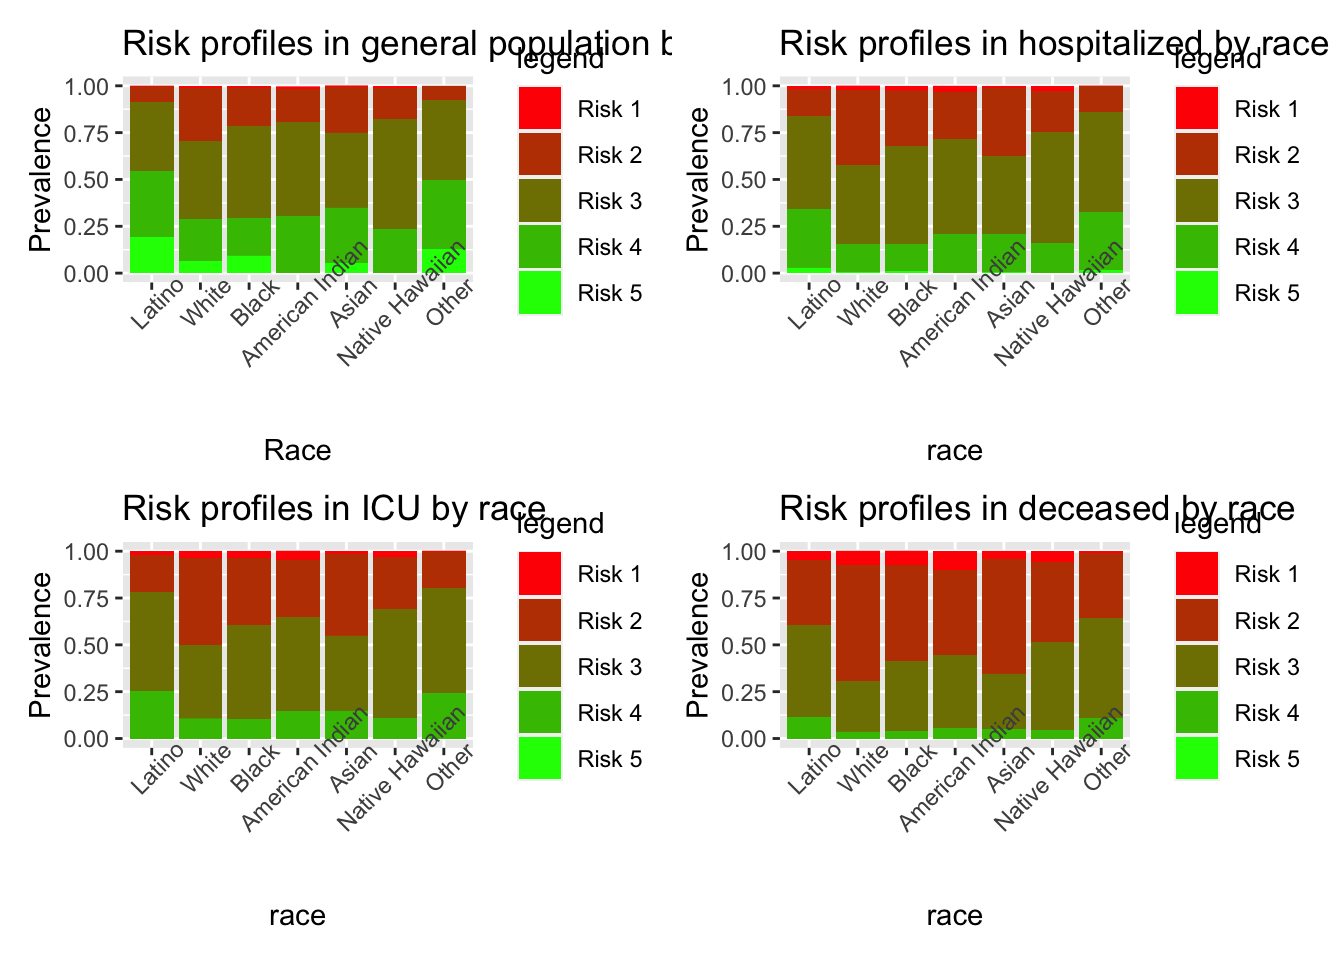 Risk profiles in general population b
legend
Prevalence
1.00
0.75
0.50
0.25
0.00
Risk 1
Risk 2
Risk 3
Risk 4
Risk 5
Latino
White
Black
American Indian
Asian
Native Hawaiian
Other
Race
Risk profiles in hospitalized by race
legend
Prevalence
1.00
0.75
0.50
0.25
0.00
Risk 1
Risk 2
Risk 3
Risk 4
Risk 5
Latino
White
Black
American Indian
Asian
Native Hawaiian
Other
race
Risk profiles in ICU by race
legend
Prevalence
1.00
0.75
0.50
0.25
0.00
Risk 1
Risk 2
Risk 3
Risk 4
Risk 5
Latino
White
Black
American Indian
Asian
Native Hawaiian
Other
race
Risk profiles in deceased by race
legend
Prevalence
1.00
0.75
0.50
0.25
0.00
Risk 1
Risk 2
Risk 3
Risk 4
Risk 5
Latino
White
Black
American Indian
Asian
Native Hawaiian
Other
race